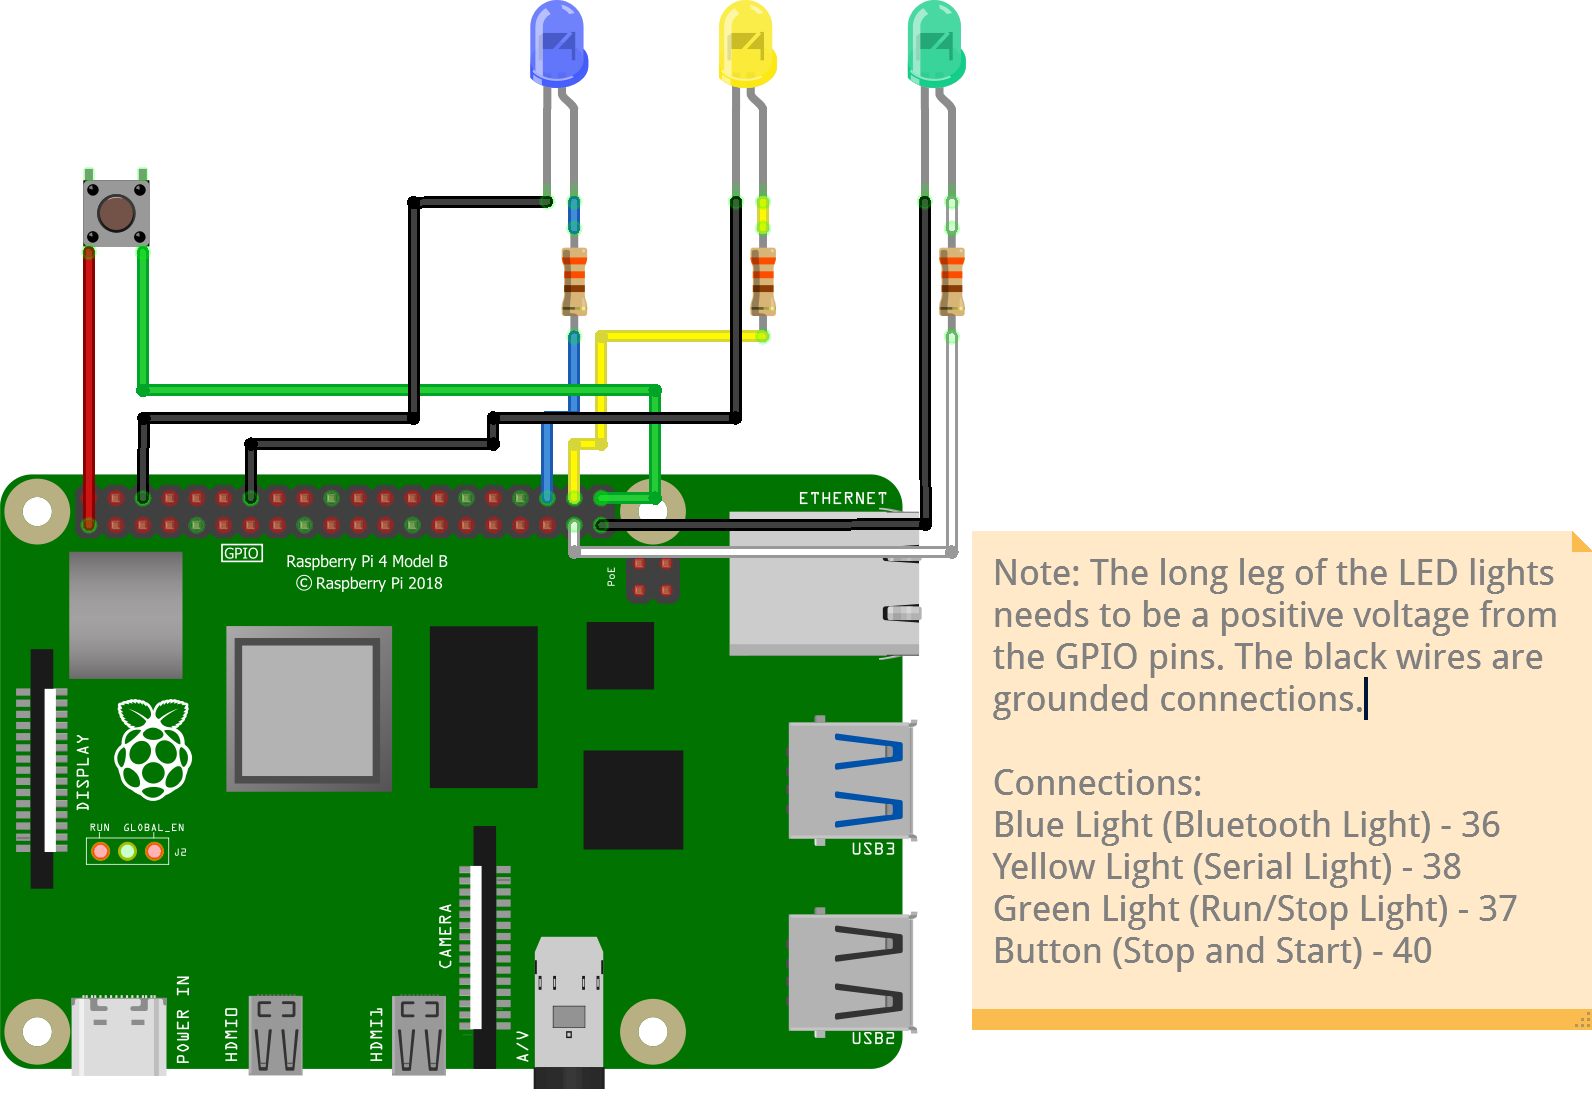 ETHERNET
GPIO
Raspberry Pi 4 Model B
© Raspberry Pi 2018
PoE
Note: The long leg of the LED lights
needs to be a positive voltage from
the GPIO pins. The black wires are
grounded connections.
Connections:
Blue Light (Bluetooth Light) - 36
Yellow Light (Serial Light) - 38
Green Light (Run/Stop Light) - 37
Button (Stop and Start) - 40
DISPLAY
RUN GLOBAL_EN
J2
USB3
CAMERA
POWER IN
HDMI0
HDMI1
A/V
USB2